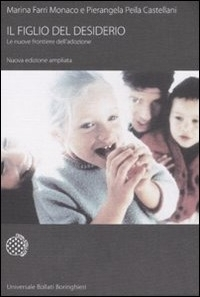 Marina Farri Monaco e Pierangela Peila Castellani
IL FIGLIO DEL DESIDERIO
Le nuove frontiere dell'adozione
Nuova edizione ampliata
Universale Bollati Boringhieri